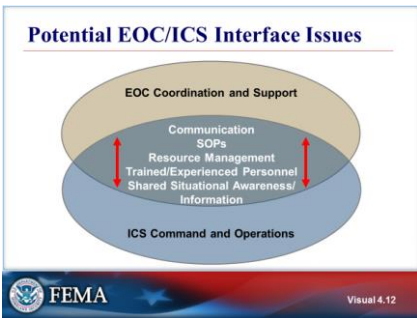 Potential EOC/ICS Interface Issues
EOC Coordination and Support
Communication
SOPs
Resource Management
Trained/Experienced Personnel
Shared Situational Awareness/
Information
ICS Command and Operations
FEMA
Visual 4.12